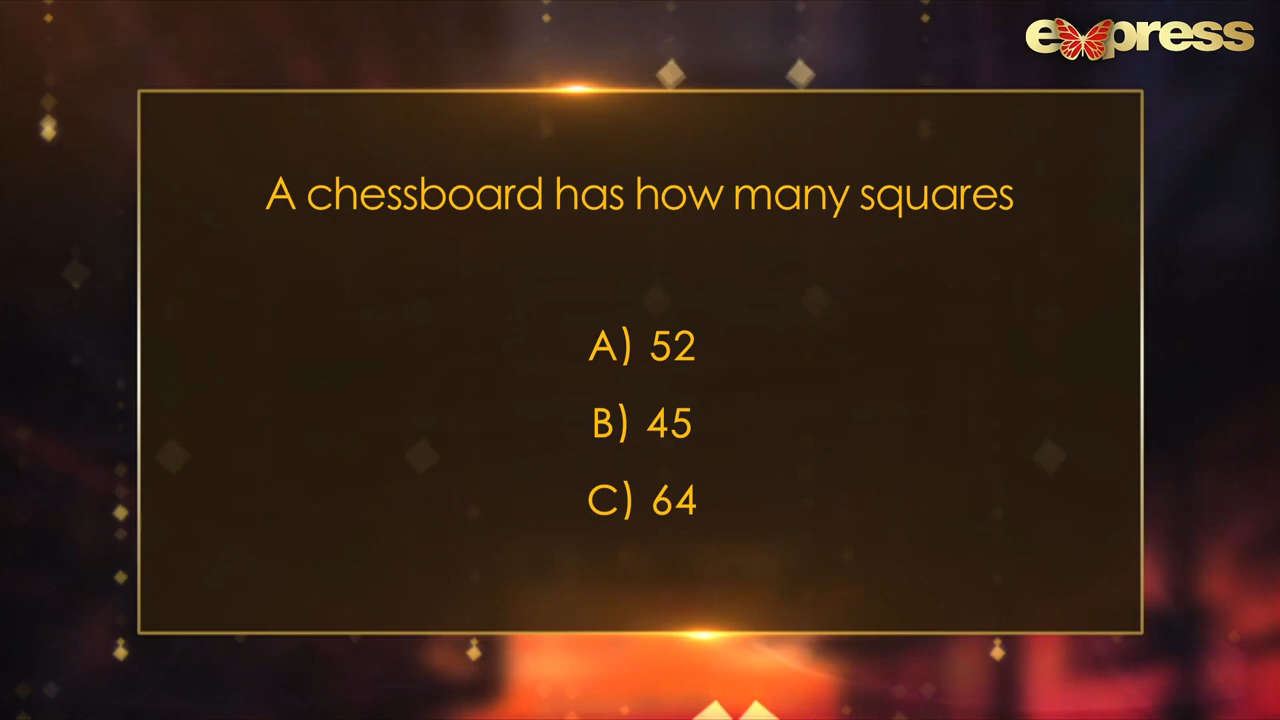 express
A chessboard has how many squares
A) 52
B) 45
C) 64